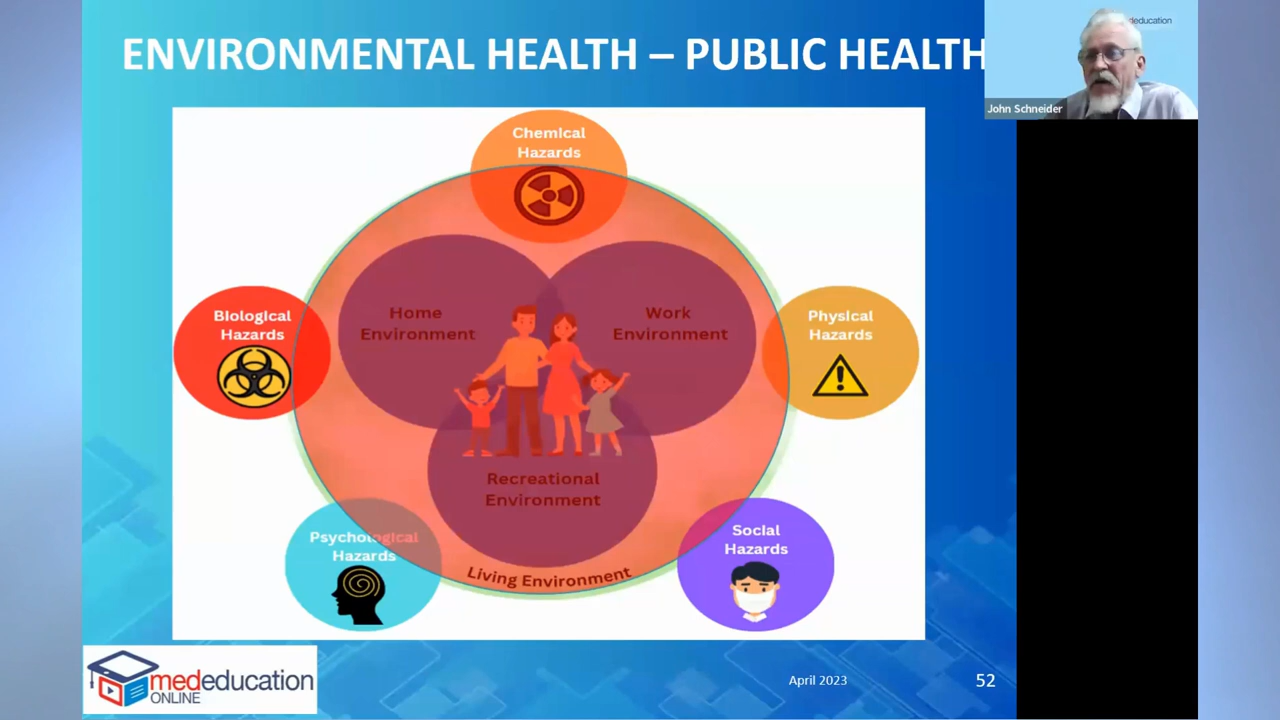 ENVIRONMENTAL HEALTH – PUBLIC HEALTH
deducation
John Schneider
Chemical
Hazards
Home
Environment
Work
Environment
Biological
Hazards
Physical
Hazards
Recreational
Environment
Psychological
Hazards
Social
Hazards
Living Environment
mededucation
ONLINE
April 2023
52